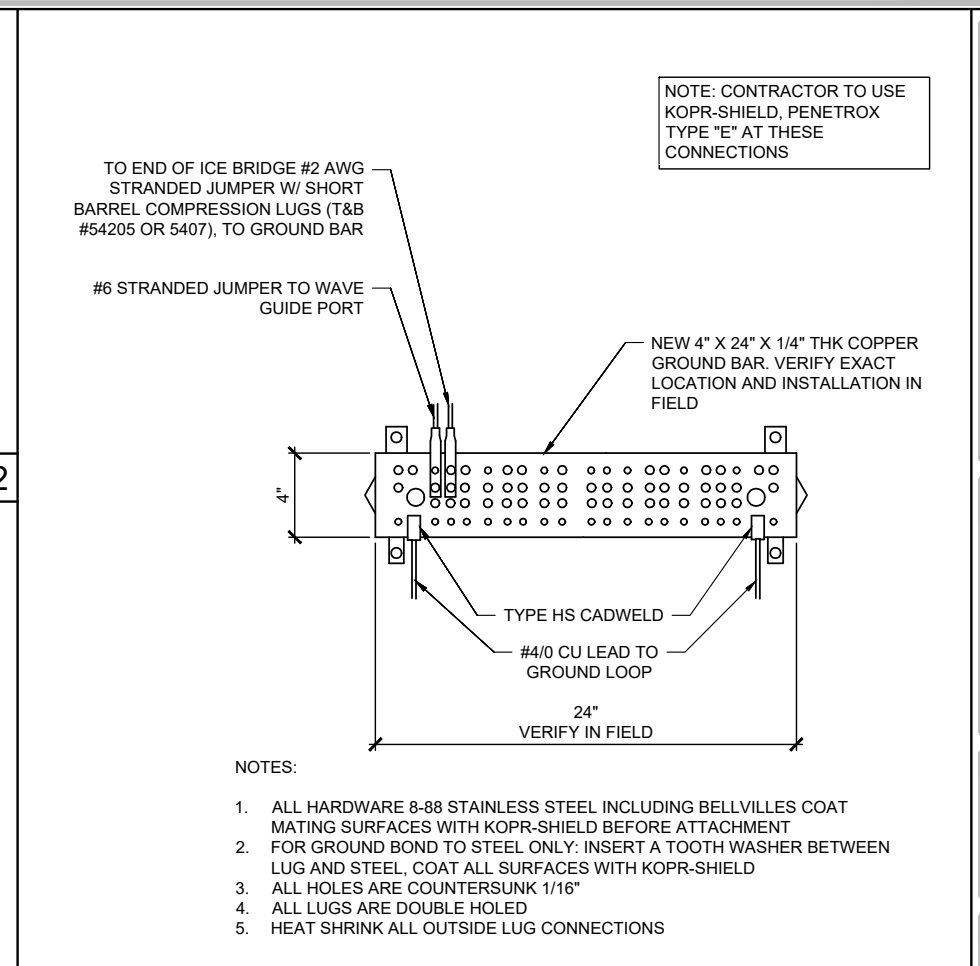 NOTE: CONTRACTOR TO USE
KOPR-SHIELD, PENETROX
TYPE "E" AT THESE
CONNECTIONS
TO END OF ICE BRIDGE #2 AWG
STRANDED JUMPER W/ SHORT
BARREL COMPRESSION LUGS (T&B
#54205 OR 5407), TO GROUND BAR
#6 STRANDED JUMPER TO WAVE
GUIDE PORT
NEW 4" X 24" X 1/4" THK COPPER
GROUND BAR. VERIFY EXACT
LOCATION AND INSTALLATION IN
FIELD
2
4"
TYPE HS CADWELD
#4/0 CU LEAD TO
GROUND LOOP
24"
VERIFY IN FIELD
NOTES:
1. ALL HARDWARE 8-88 STAINLESS STEEL INCLUDING BELLVILLES COAT
MATING SURFACES WITH KOPR-SHIELD BEFORE ATTACHMENT
2. FOR GROUND BOND TO STEEL ONLY: INSERT A TOOTH WASHER BETWEEN
LUG AND STEEL, COAT ALL SURFACES WITH KOPR-SHIELD
3. ALL HOLES ARE COUNTERSUNK 1/16"
4. ALL LUGS ARE DOUBLE HOLED
5. HEAT SHRINK ALL OUTSIDE LUG CONNECTIONS